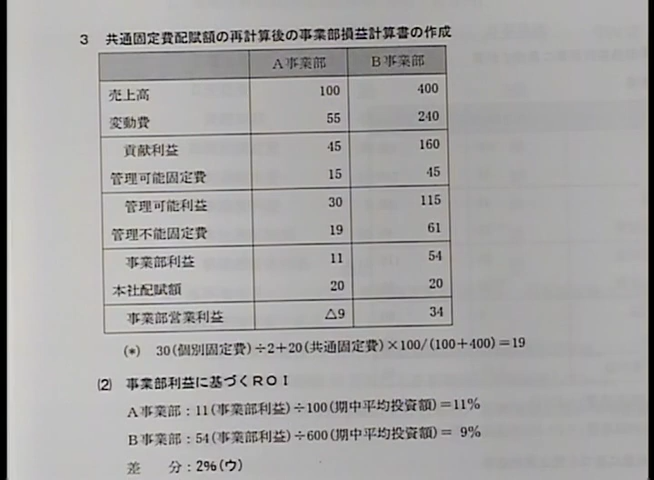 3 共通固定費配賦額の再計算後の事業部損益計算書の作成
A事業部 B事業部
売上高 100 400
変動費 55 240
貢献利益 45 160
管理可能固定費 15 45
管理可能利益 30 115
管理不能固定費 19 61
事業部利益 11 54
本社配賦額 20 20
事業部営業利益 △9 34
(*) 30(個別固定費)÷2+20(共通固定費)×100/(100+400)=19
(2) 事業部利益に基づくROI
A事業部:11(事業部利益)÷100(期中平均投資額)=11%
B事業部:54(事業部利益)÷600(期中平均投資額)= 9%
差 分:2%(ウ)